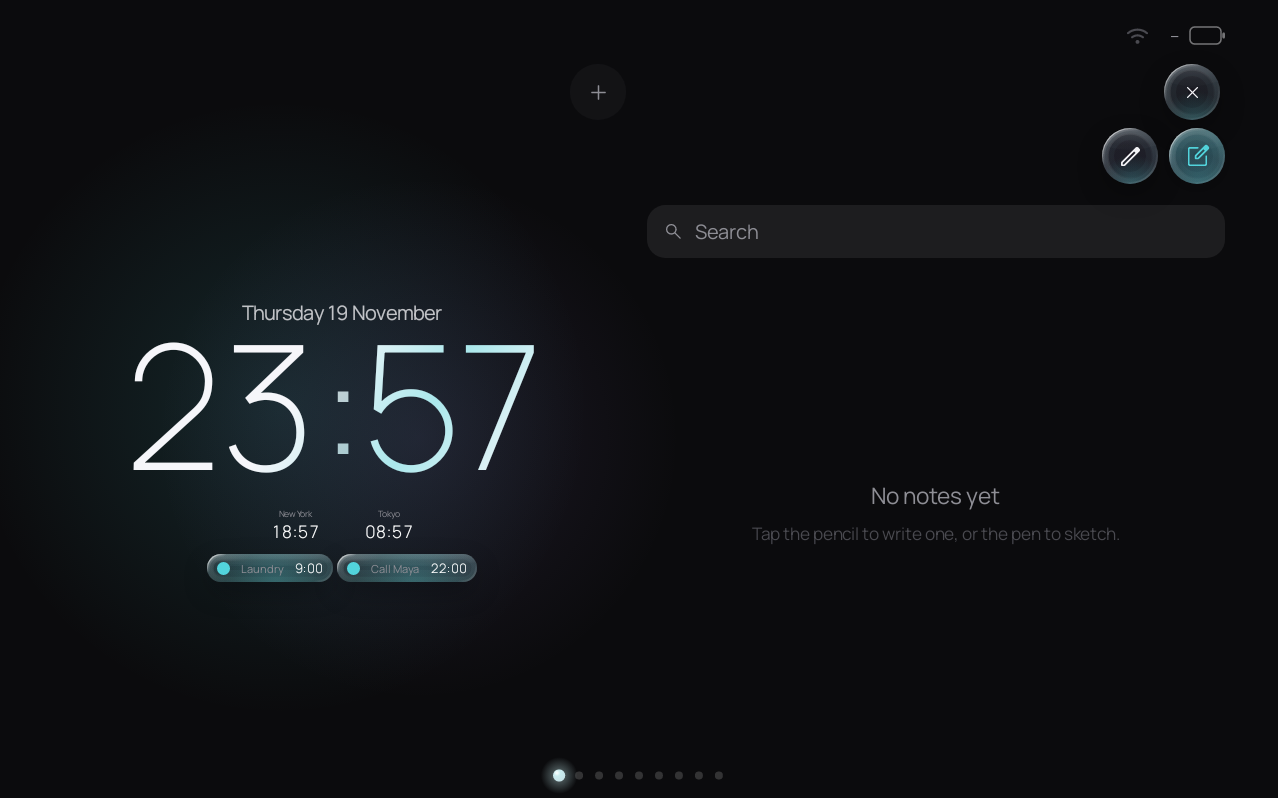 Search
Thursday 19 November
23:57
New York
18:57
Tokyo
08:57
Laundry 9:00
Call Maya 22:00
No notes yet
Tap the pencil to write one, or the pen to sketch.